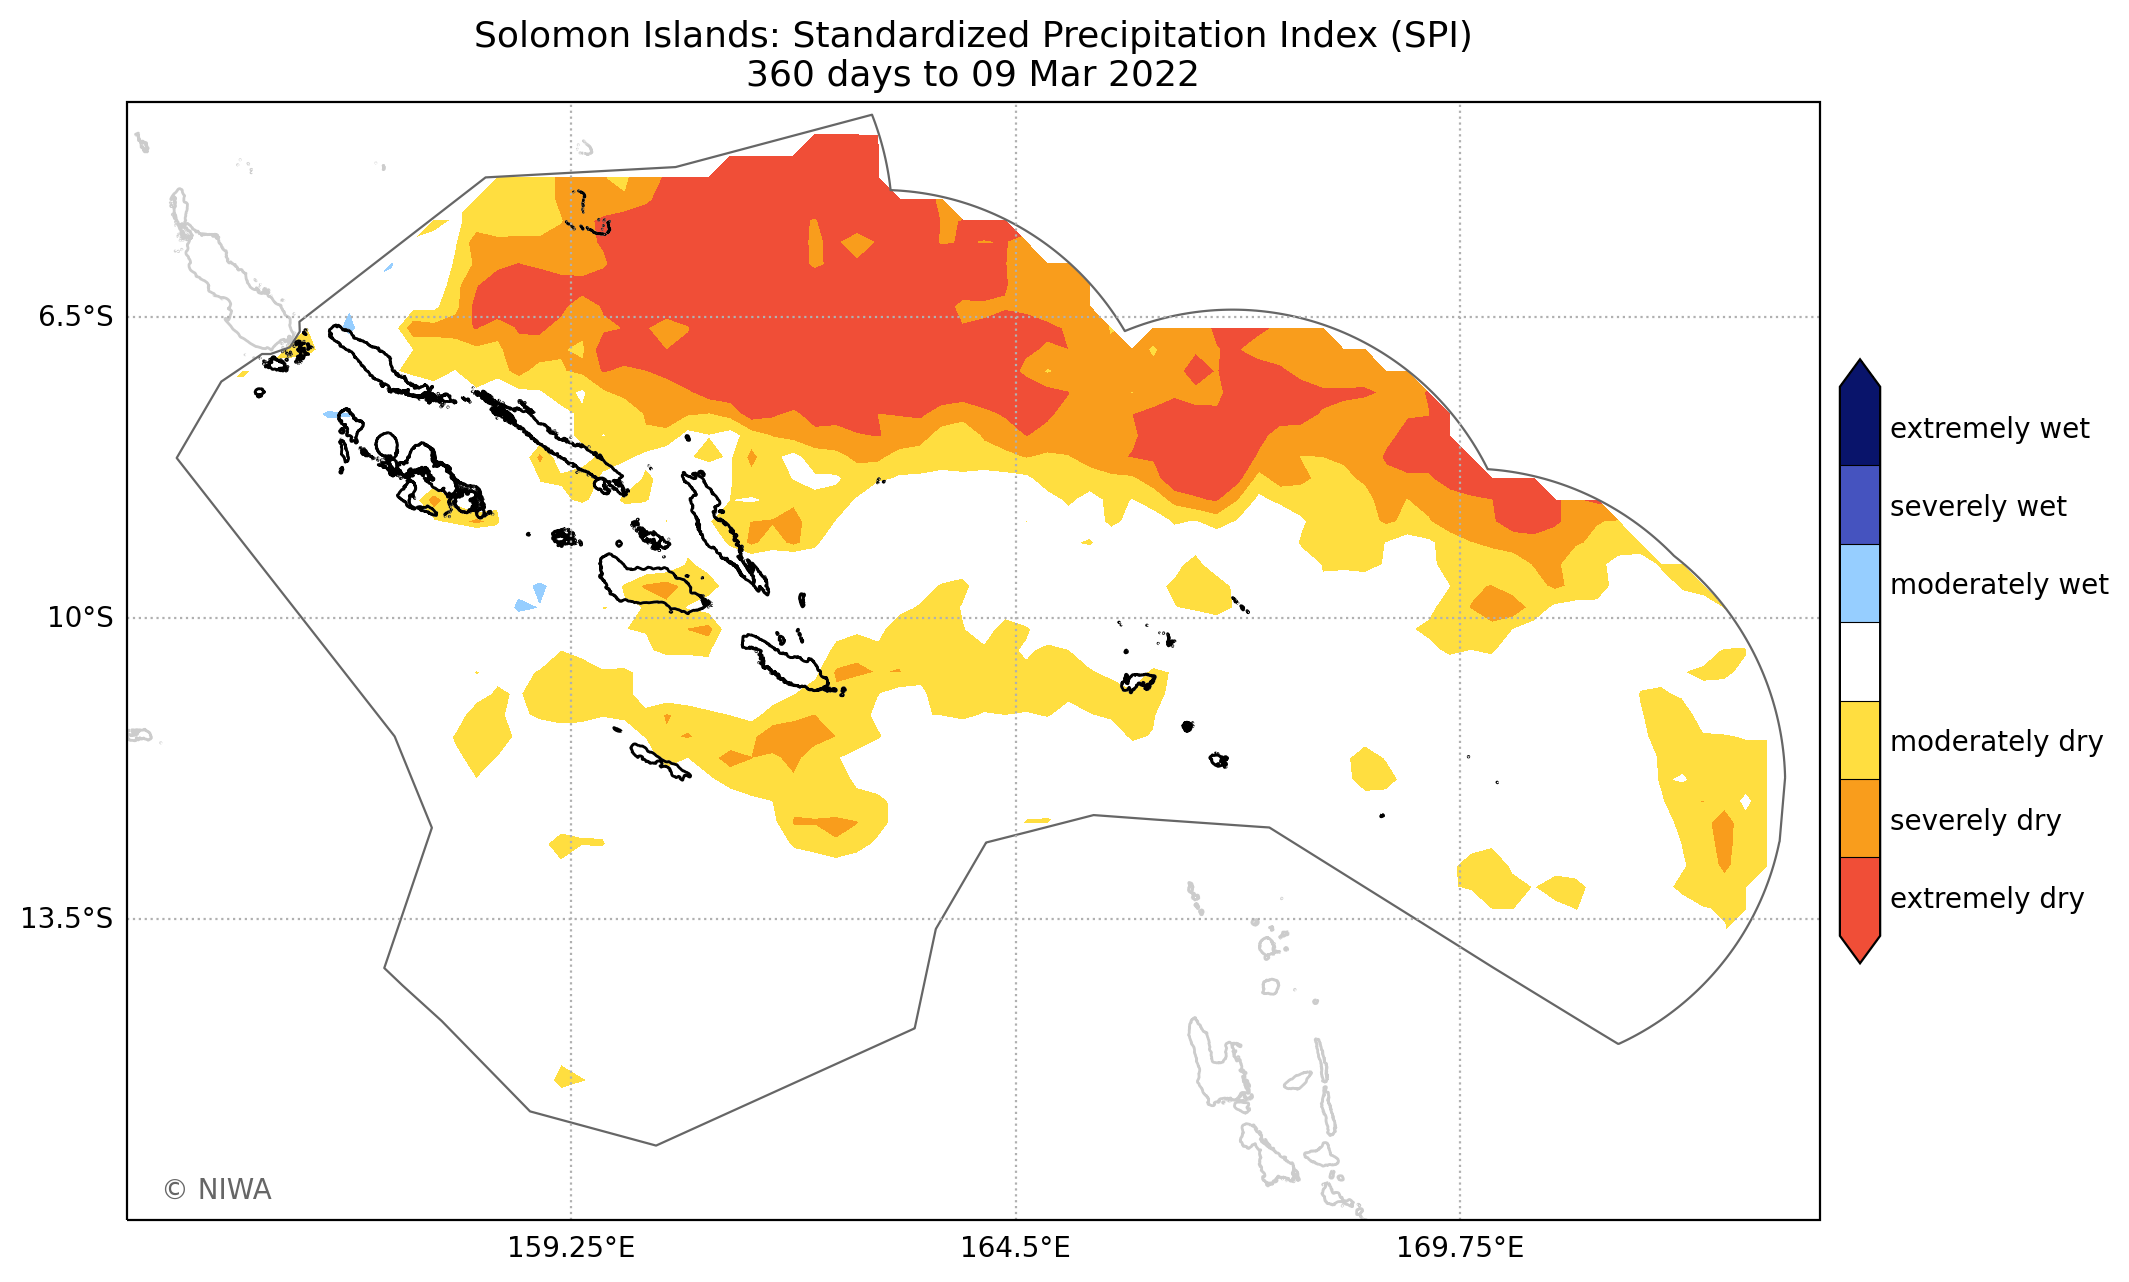 Solomon Islands: Standardized Precipitation Index (SPI)
360 days to 09 Mar 2022
6.5°S
10°S
13.5°S
159.25°E
164.5°E
169.75°E
extremely wet
severely wet
moderately wet
moderately dry
severely dry
extremely dry
© NIWA